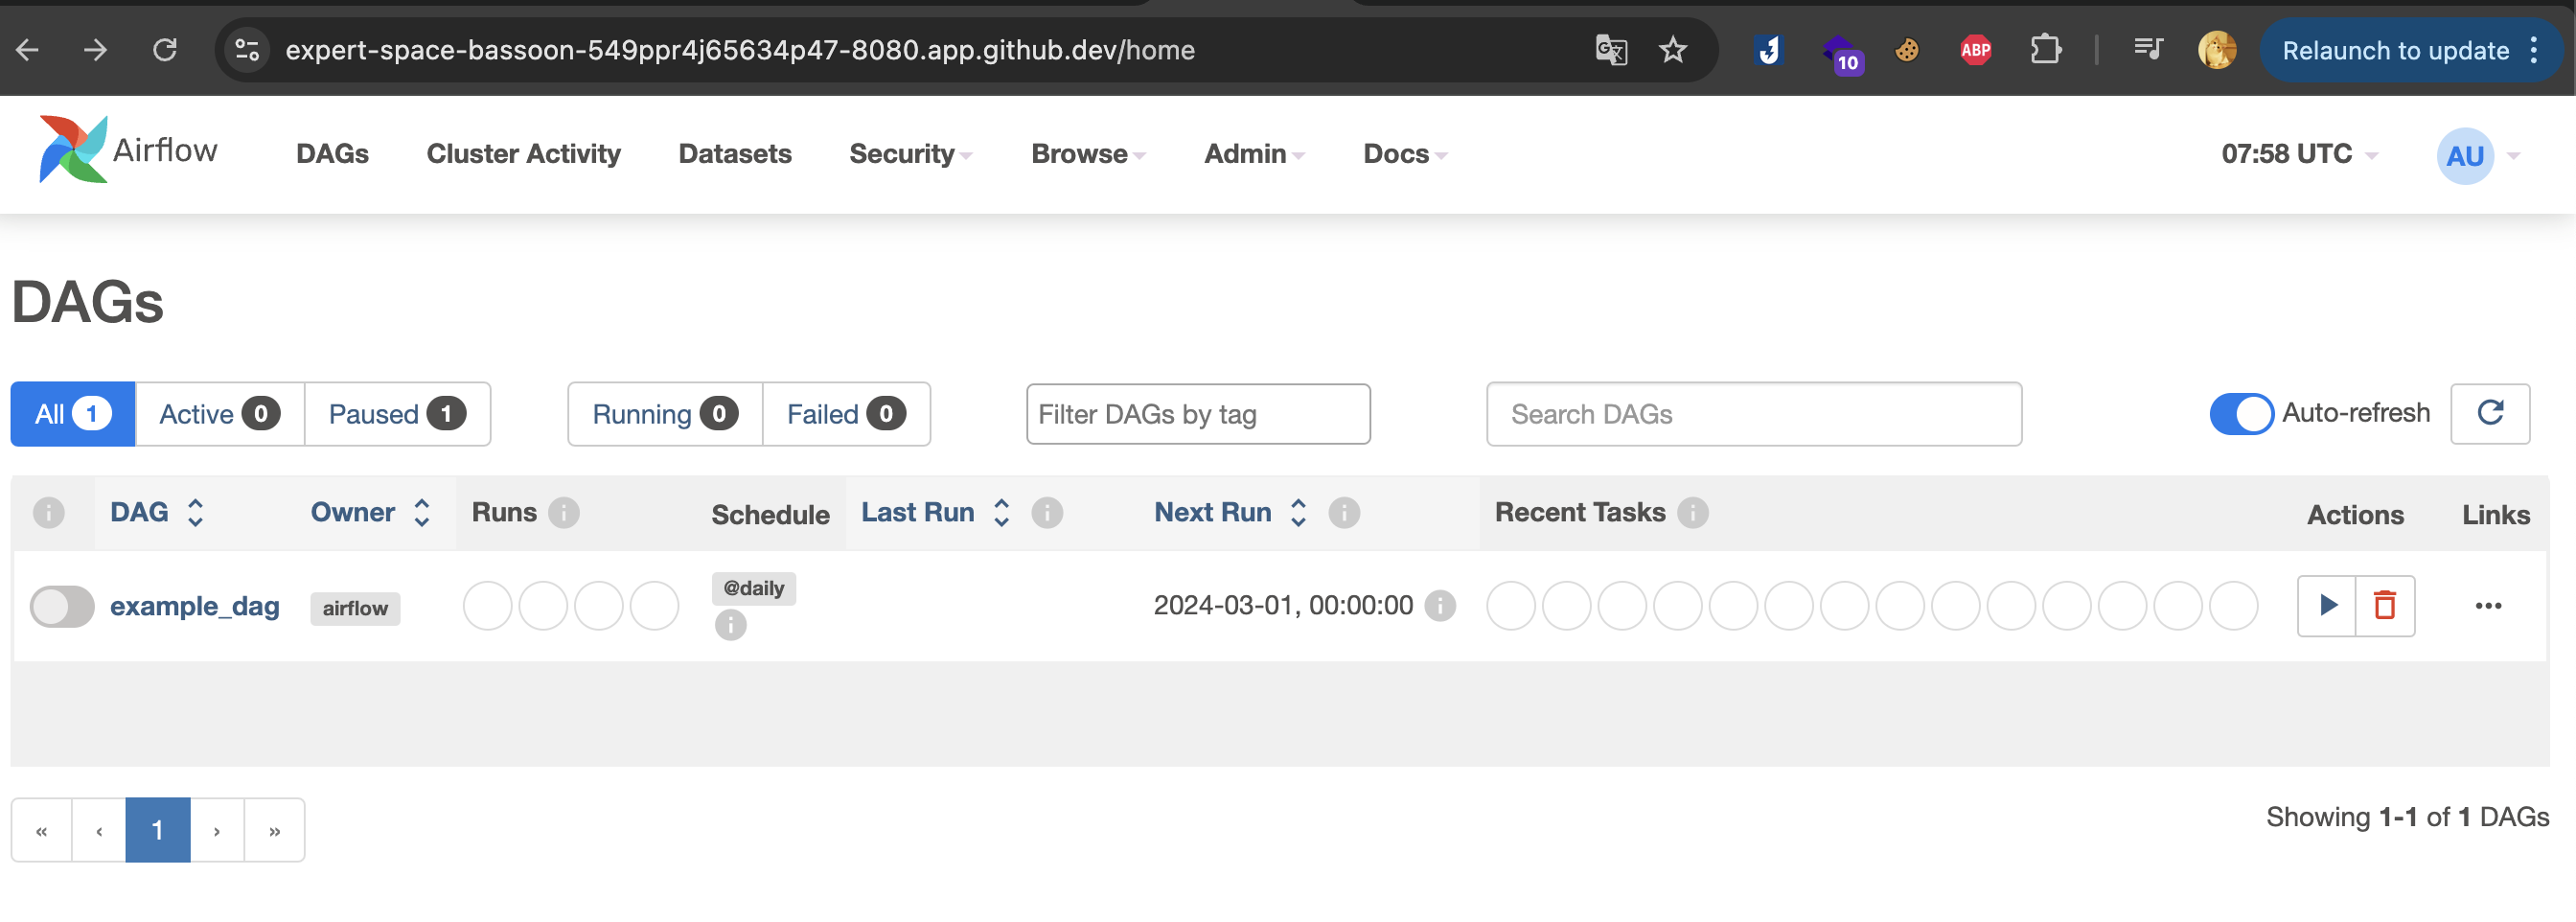 expert-space-bassoon-549ppr4j65634p47-8080.app.github.dev/home
10
ABP
Relaunch to update
Airflow
DAGs
Cluster Activity
Datasets
Security
Browse
Admin
Docs
07:58 UTC
AU
DAGs
All 1
Active 0
Paused 1
Running 0
Failed 0
Filter DAGs by tag
Search DAGs
Auto-refresh
i DAG Owner Runs i Schedule Last Run i Next Run i Recent Tasks i Actions Links
example_dag airflow @daily i 2024-03-01, 00:00:00 i ...
« ‹ 1 › »
Showing 1-1 of 1 DAGs